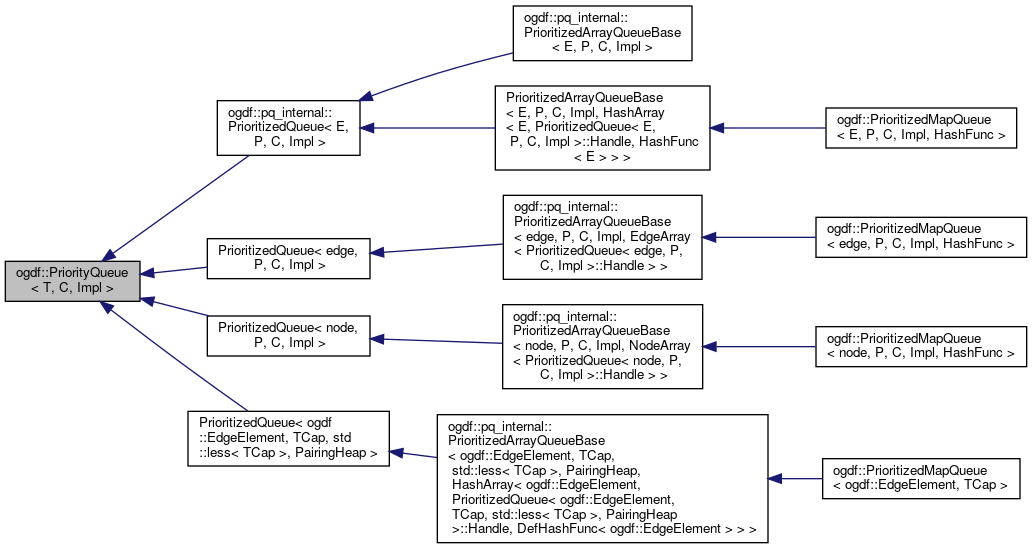 ogdf::pq_internal::
PrioritizedArrayQueueBase
< E, P, C, Impl >
ogdf::pq_internal::
PrioritizedQueue< E,
P, C, Impl >
PrioritizedArrayQueueBase
< E, P, C, Impl, HashArray
< E, PrioritizedQueue< E,
P, C, Impl >::Handle, HashFunc
< E > > >
ogdf::PrioritizedMapQueue
< E, P, C, Impl, HashFunc >
ogdf::PriorityQueue
< T, C, Impl >
PrioritizedQueue< edge,
P, C, Impl >
ogdf::pq_internal::
PrioritizedArrayQueueBase
< edge, P, C, Impl, EdgeArray
< PrioritizedQueue< edge, P,
C, Impl >::Handle > >
ogdf::PrioritizedMapQueue
< edge, P, C, Impl, HashFunc >
PrioritizedQueue< node,
P, C, Impl >
ogdf::pq_internal::
PrioritizedArrayQueueBase
< node, P, C, Impl, NodeArray
< PrioritizedQueue< node, P,
C, Impl >::Handle > >
ogdf::PrioritizedMapQueue
< node, P, C, Impl, HashFunc >
PrioritizedQueue< ogdf
::EdgeElement, TCap, std
::less< TCap >, PairingHeap >
ogdf::pq_internal::
PrioritizedArrayQueueBase
< ogdf::EdgeElement, TCap,
std::less< TCap >, PairingHeap,
HashArray< ogdf::EdgeElement,
PrioritizedQueue< ogdf::EdgeElement,
TCap, std::less< TCap >, PairingHeap
>::Handle, DefHashFunc< ogdf::EdgeElement > > >
ogdf::PrioritizedMapQueue
< ogdf::EdgeElement, TCap >